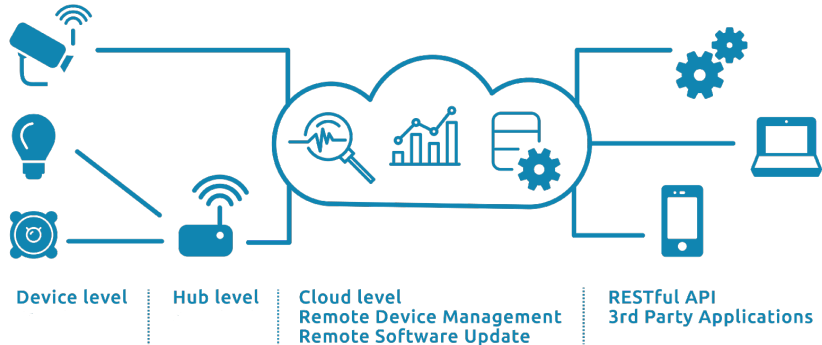 Device level
Hub level
Cloud level
Remote Device Management
Remote Software Update
RESTful API
3rd Party Applications